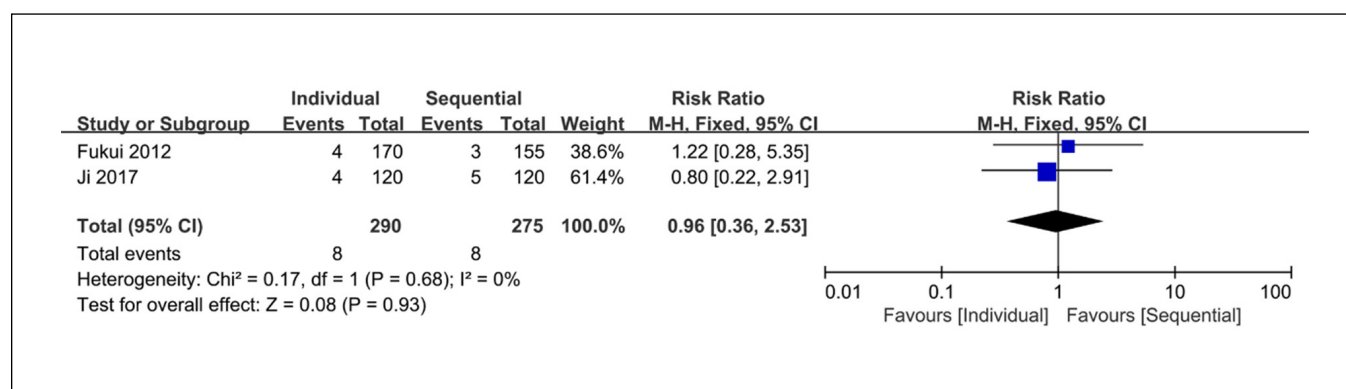 Individual Sequential Risk Ratio Risk Ratio
Study or Subgroup Events Total Events Total Weight M-H, Fixed, 95% CI M-H, Fixed, 95% CI
Fukui 2012 4 170 3 155 38.6% 1.22 [0.28, 5.35]
Ji 2017 4 120 5 120 61.4% 0.80 [0.22, 2.91]
Total (95% CI) 290 275 100.0% 0.96 [0.36, 2.53]
Total events 8 8
Heterogeneity: Chi² = 0.17, df = 1 (P = 0.68); I² = 0%
Test for overall effect: Z = 0.08 (P = 0.93)
0.01 0.1 1 10 100
Favours [Individual] Favours [Sequential]